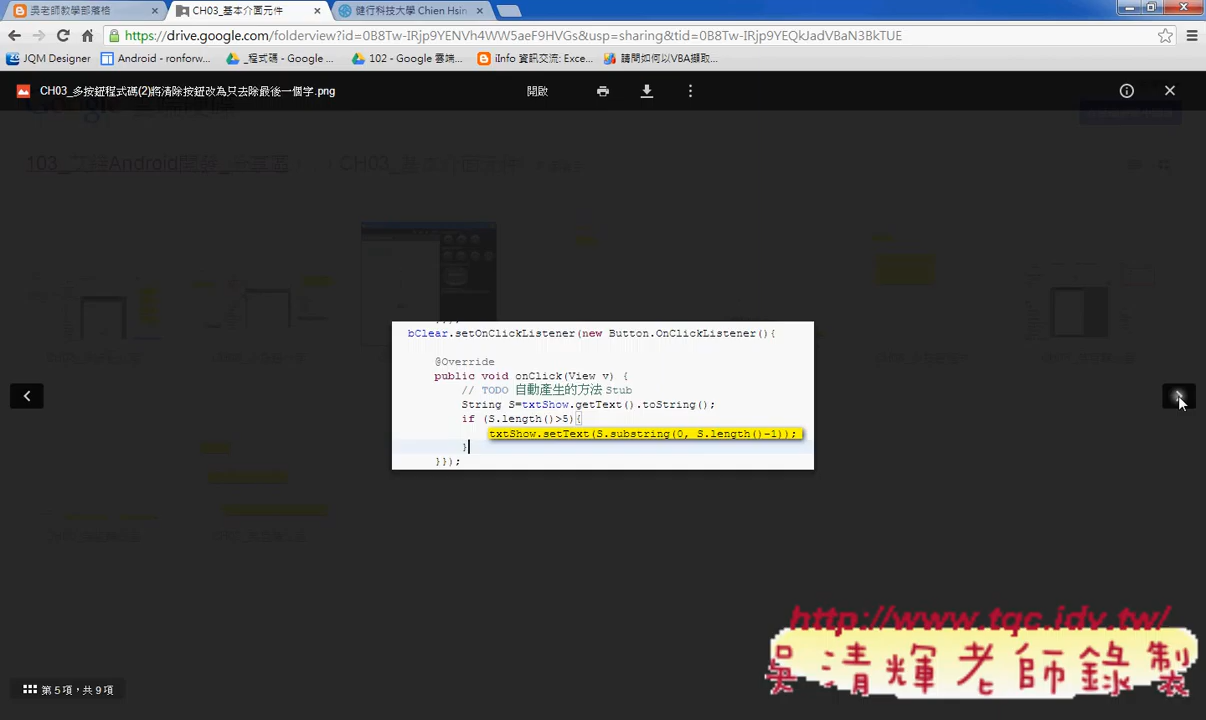 吳老師教學部落格
CH03_基本介面元件
健行科技大學 Chien Hsin
https://drive.google.com/folderview?id=0B8Tw-IRjp9YENVh4WW5aeF9HVGs&usp=sharing&tid=0B8Tw-IRjp9YEQkJadVBaN3BkTUE
JQM Designer
Android - ronforw...
_程式碼 - Google ...
102 - Google 雲端...
iInfo 資訊交流: Exce...
請問如何以VBA擷取...
CH03_多按鈕程式碼(2)將清除按鈕改為只去除最後一個字.png
開啟
bClear.setOnClickListener(new Button.OnClickListener(){
@Override
public void onClick(View v) {
// TODO 自動產生的方法 Stub
String S=txtShow.getText().toString();
if (S.length()>5){
txtShow.setText(S.substring(0, S.length()-1));
}
}});
http://www.tqc.idv.tw/
吳清輝老師錄製
第 5 項，共 9 項